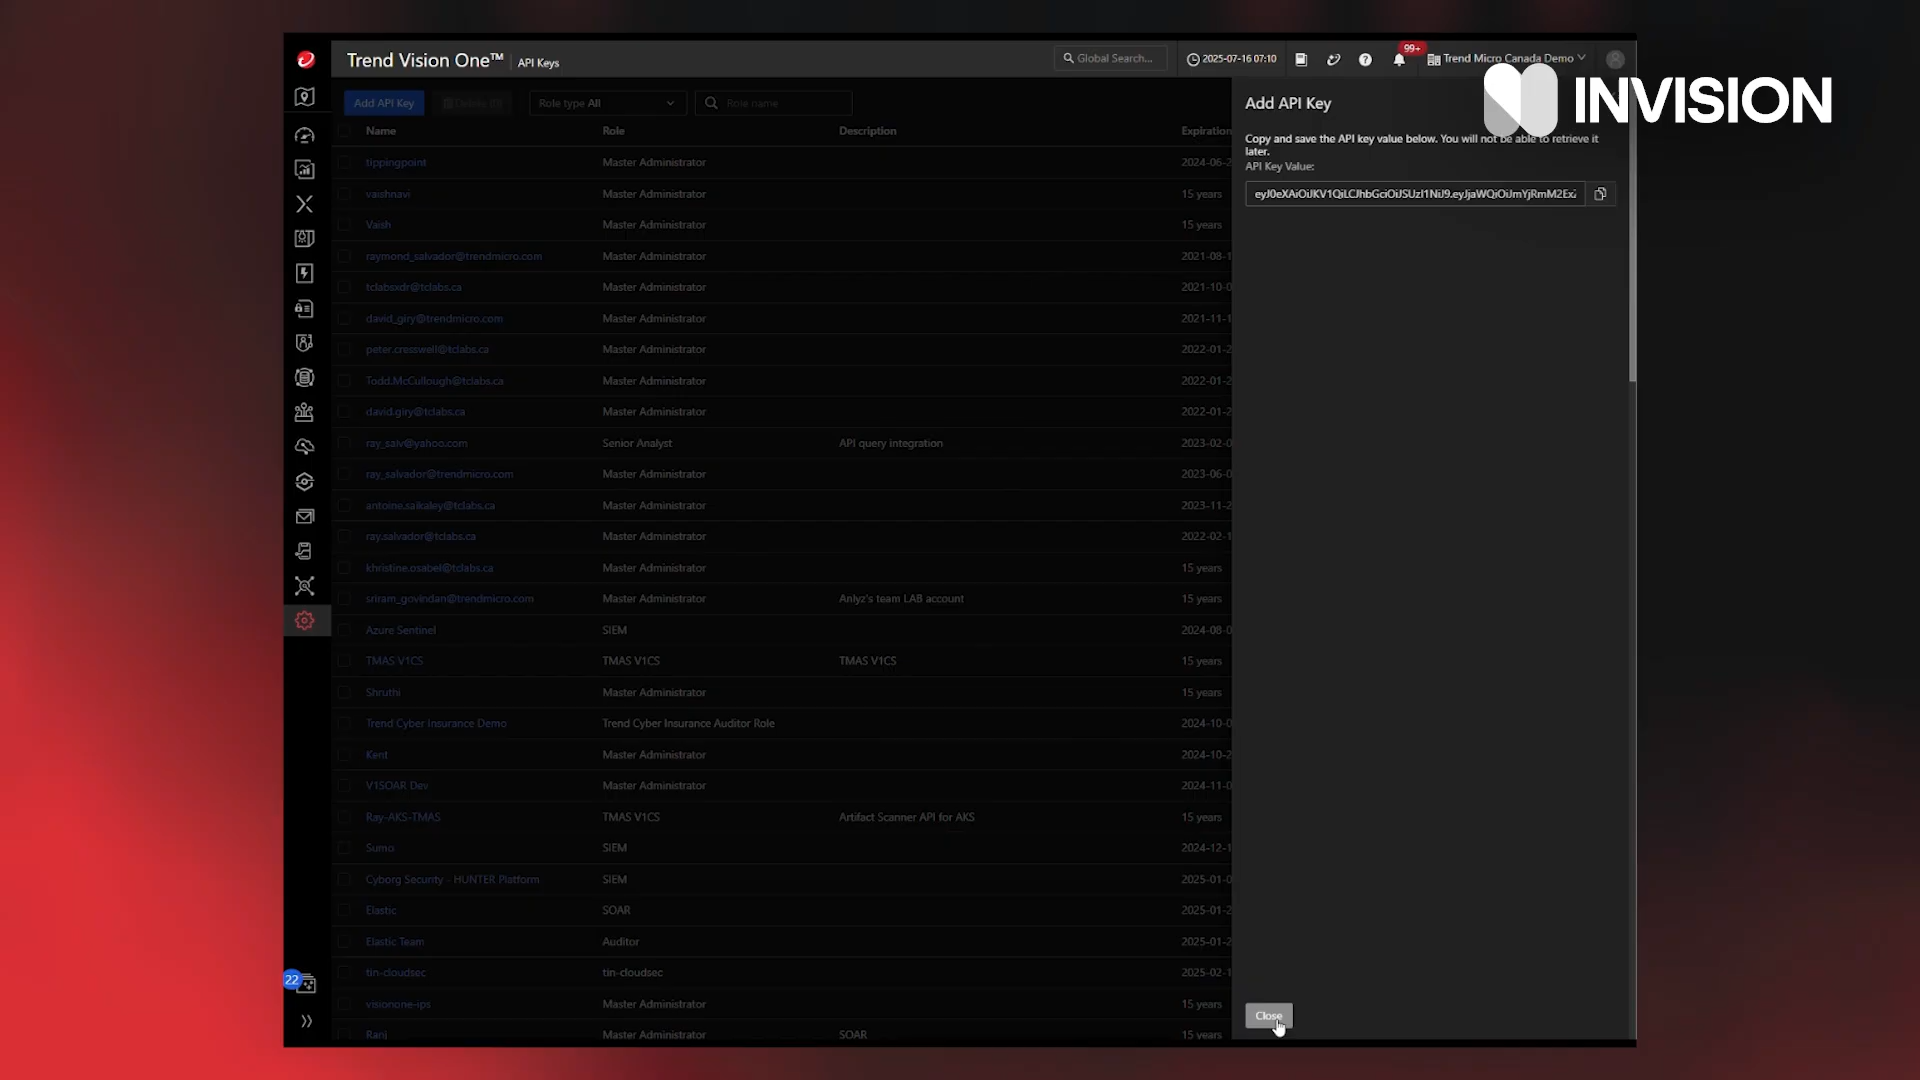 INVISION
Trend Vision One™ | API Keys
Global Search...
2025-07-16 07:10
99+
Trend Micro Canada Demo
Add API Key
Role type All
Role name
Name Role Description Expiration
tippingpoint Master Administrator 2024-06-2
vaishnavi Master Administrator 15 years
Vaish Master Administrator 15 years
raymond_salvador@trendmicro.com Master Administrator 2021-08-1
tclabsxdr@tclabs.ca Master Administrator 2021-10-0
david_giry@trendmicro.com Master Administrator 2021-11-1
peter.cresswell@tclabs.ca Master Administrator 2022-01-2
Todd.McCullough@tclabs.ca Master Administrator 2022-01-2
david.giry@tclabs.ca Master Administrator 2022-01-2
ray_salv@yahoo.com Senior Analyst API query integration 2023-02-0
ray_salvador@trendmicro.com Master Administrator 2023-06-0
antoine.saikaley@tclabs.ca Master Administrator 2023-11-2
ray.salvador@tclabs.ca Master Administrator 2022-02-1
khristine.osabel@tclabs.ca Master Administrator 15 years
sriram_govindan@trendmicro.com Master Administrator Anlyz's team LAB account 15 years
Azure Sentinel SIEM 2024-08-0
TMAS V1CS TMAS V1CS TMAS V1CS 15 years
Shruthi Master Administrator 15 years
Trend Cyber Insurance Demo Trend Cyber Insurance Auditor Role 2024-10-0
Kent Master Administrator 2024-10-2
V1SOAR Dev Master Administrator 2024-11-0
Ray-AKS-TMAS TMAS V1CS Artifact Scanner API for AKS 15 years
Sumo SIEM 2024-12-1
Cyborg Security - HUNTER Platform SIEM 2025-01-0
Elastic SOAR 2025-01-2
Elastic Team Auditor 2025-01-2
tin-cloudsec tin-cloudsec 2025-02-1
visionone-ips Master Administrator 15 years
Ranj Master Administrator SOAR 15 years
22
Add API Key
Copy and save the API key value below. You will not be able to retrieve it
later.
API Key Value:
Close